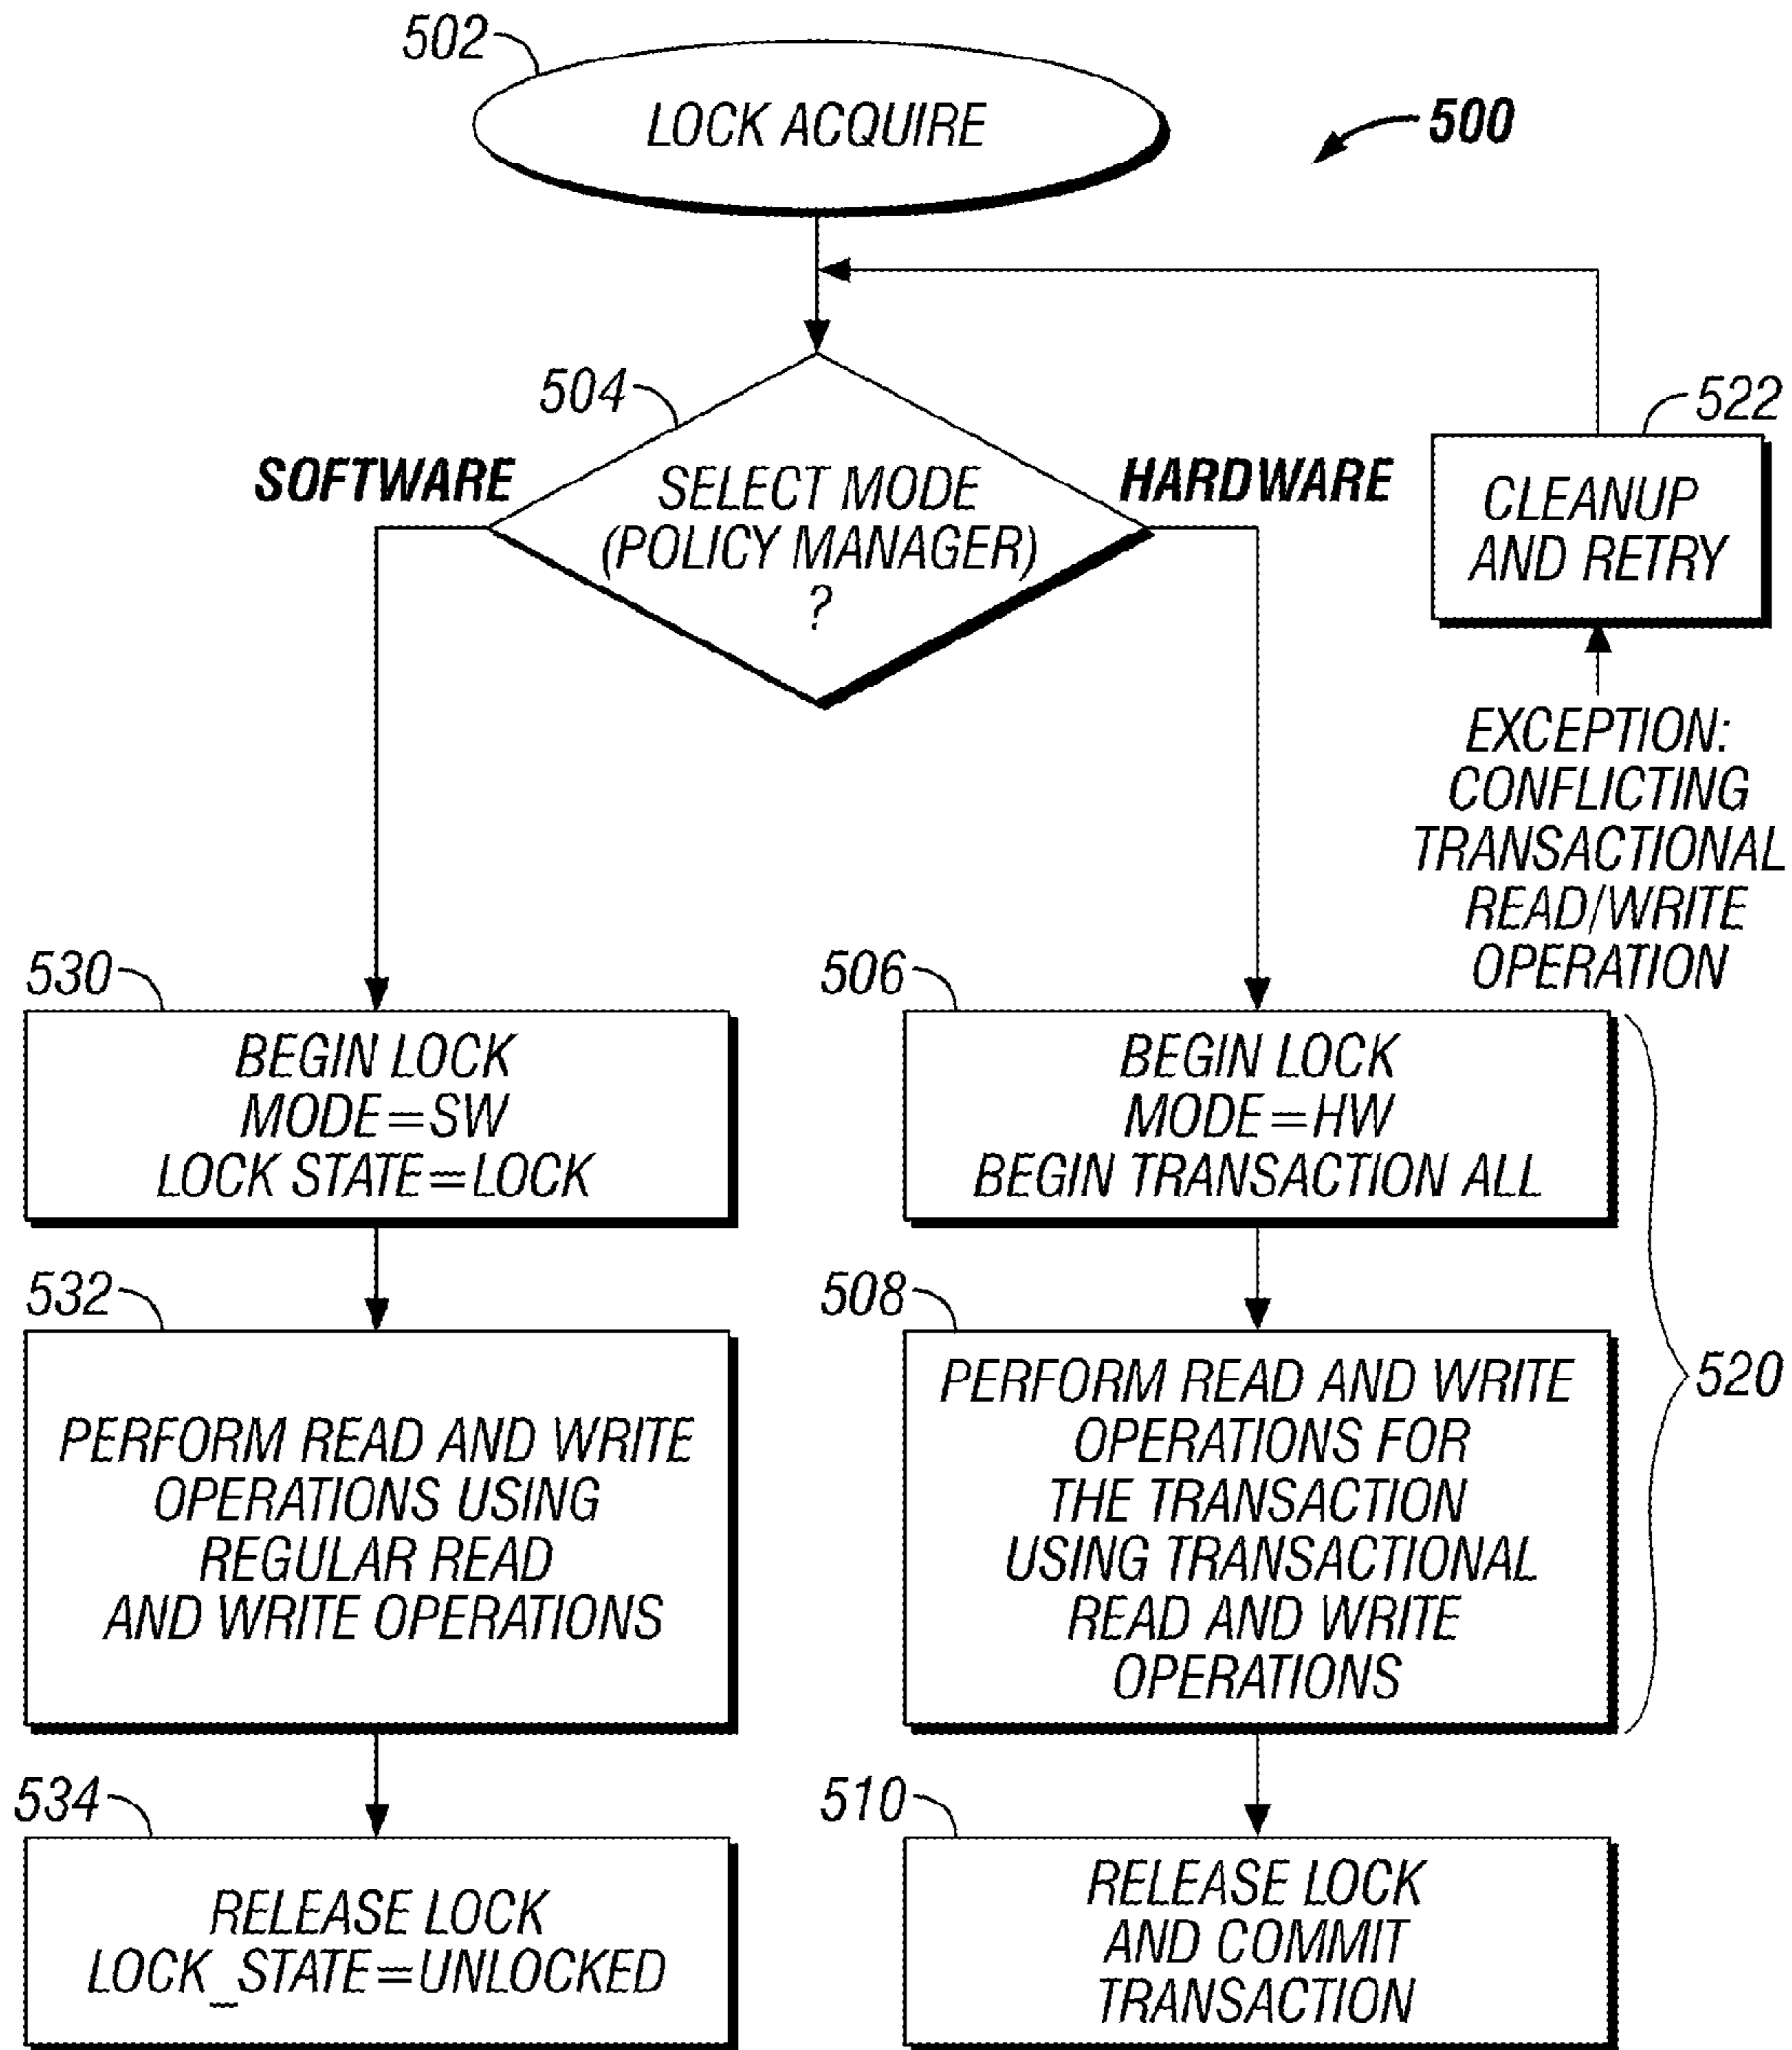 502
LOCK ACQUIRE
500
504
SOFTWARE
SELECT MODE
(POLICY MANAGER)
?
HARDWARE
522
CLEANUP
AND RETRY
EXCEPTION:
CONFLICTING
TRANSACTIONAL
READ/WRITE
OPERATION
530
BEGIN LOCK
MODE=SW
LOCK STATE=LOCK
506
BEGIN LOCK
MODE=HW
BEGIN TRANSACTION ALL
532
PERFORM READ AND WRITE
OPERATIONS USING
REGULAR READ
AND WRITE OPERATIONS
508
PERFORM READ AND WRITE
OPERATIONS FOR
THE TRANSACTION
USING TRANSACTIONAL
READ AND WRITE
OPERATIONS
520
534
RELEASE LOCK
LOCK_STATE=UNLOCKED
510
RELEASE LOCK
AND COMMIT
TRANSACTION